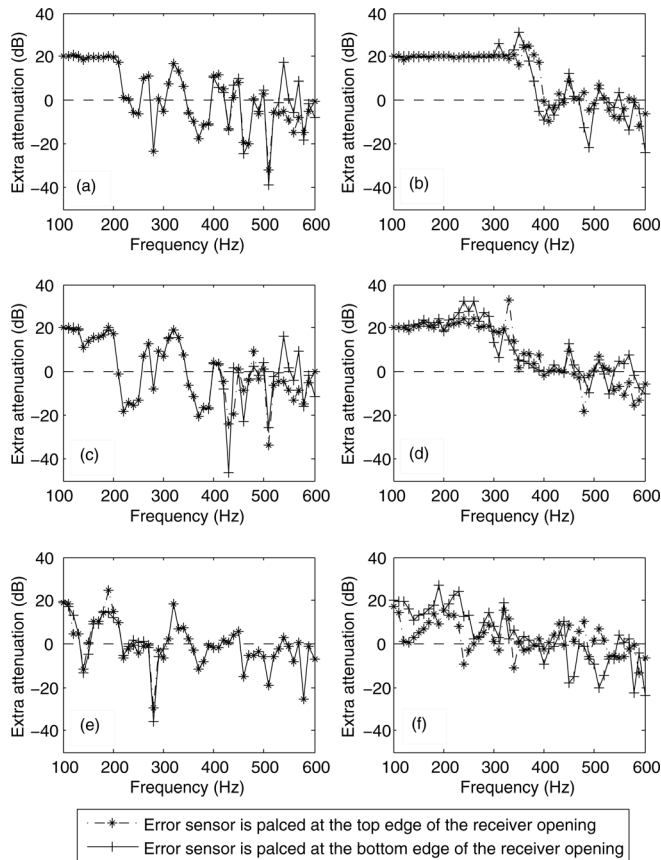 40
20
0
−20
−40
Extra attenuation (dB)
(a)
100 200 300 400 500 600
Frequency (Hz)
40
20
0
−20
−40
Extra attenuation (dB)
(b)
100 200 300 400 500 600
Frequency (Hz)
40
20
0
−20
−40
Extra attenuation (dB)
(c)
100 200 300 400 500 600
Frequency (Hz)
40
20
0
−20
−40
Extra attenuation (dB)
(d)
100 200 300 400 500 600
Frequency (Hz)
40
20
0
−20
−40
Extra attenuation (dB)
(e)
100 200 300 400 500 600
Frequency (Hz)
40
20
0
−20
−40
Extra attenuation (dB)
(f)
100 200 300 400 500 600
Frequency (Hz)
Error sensor is palced at the top edge of the receiver opening
Error sensor is palced at the bottom edge of the receiver opening